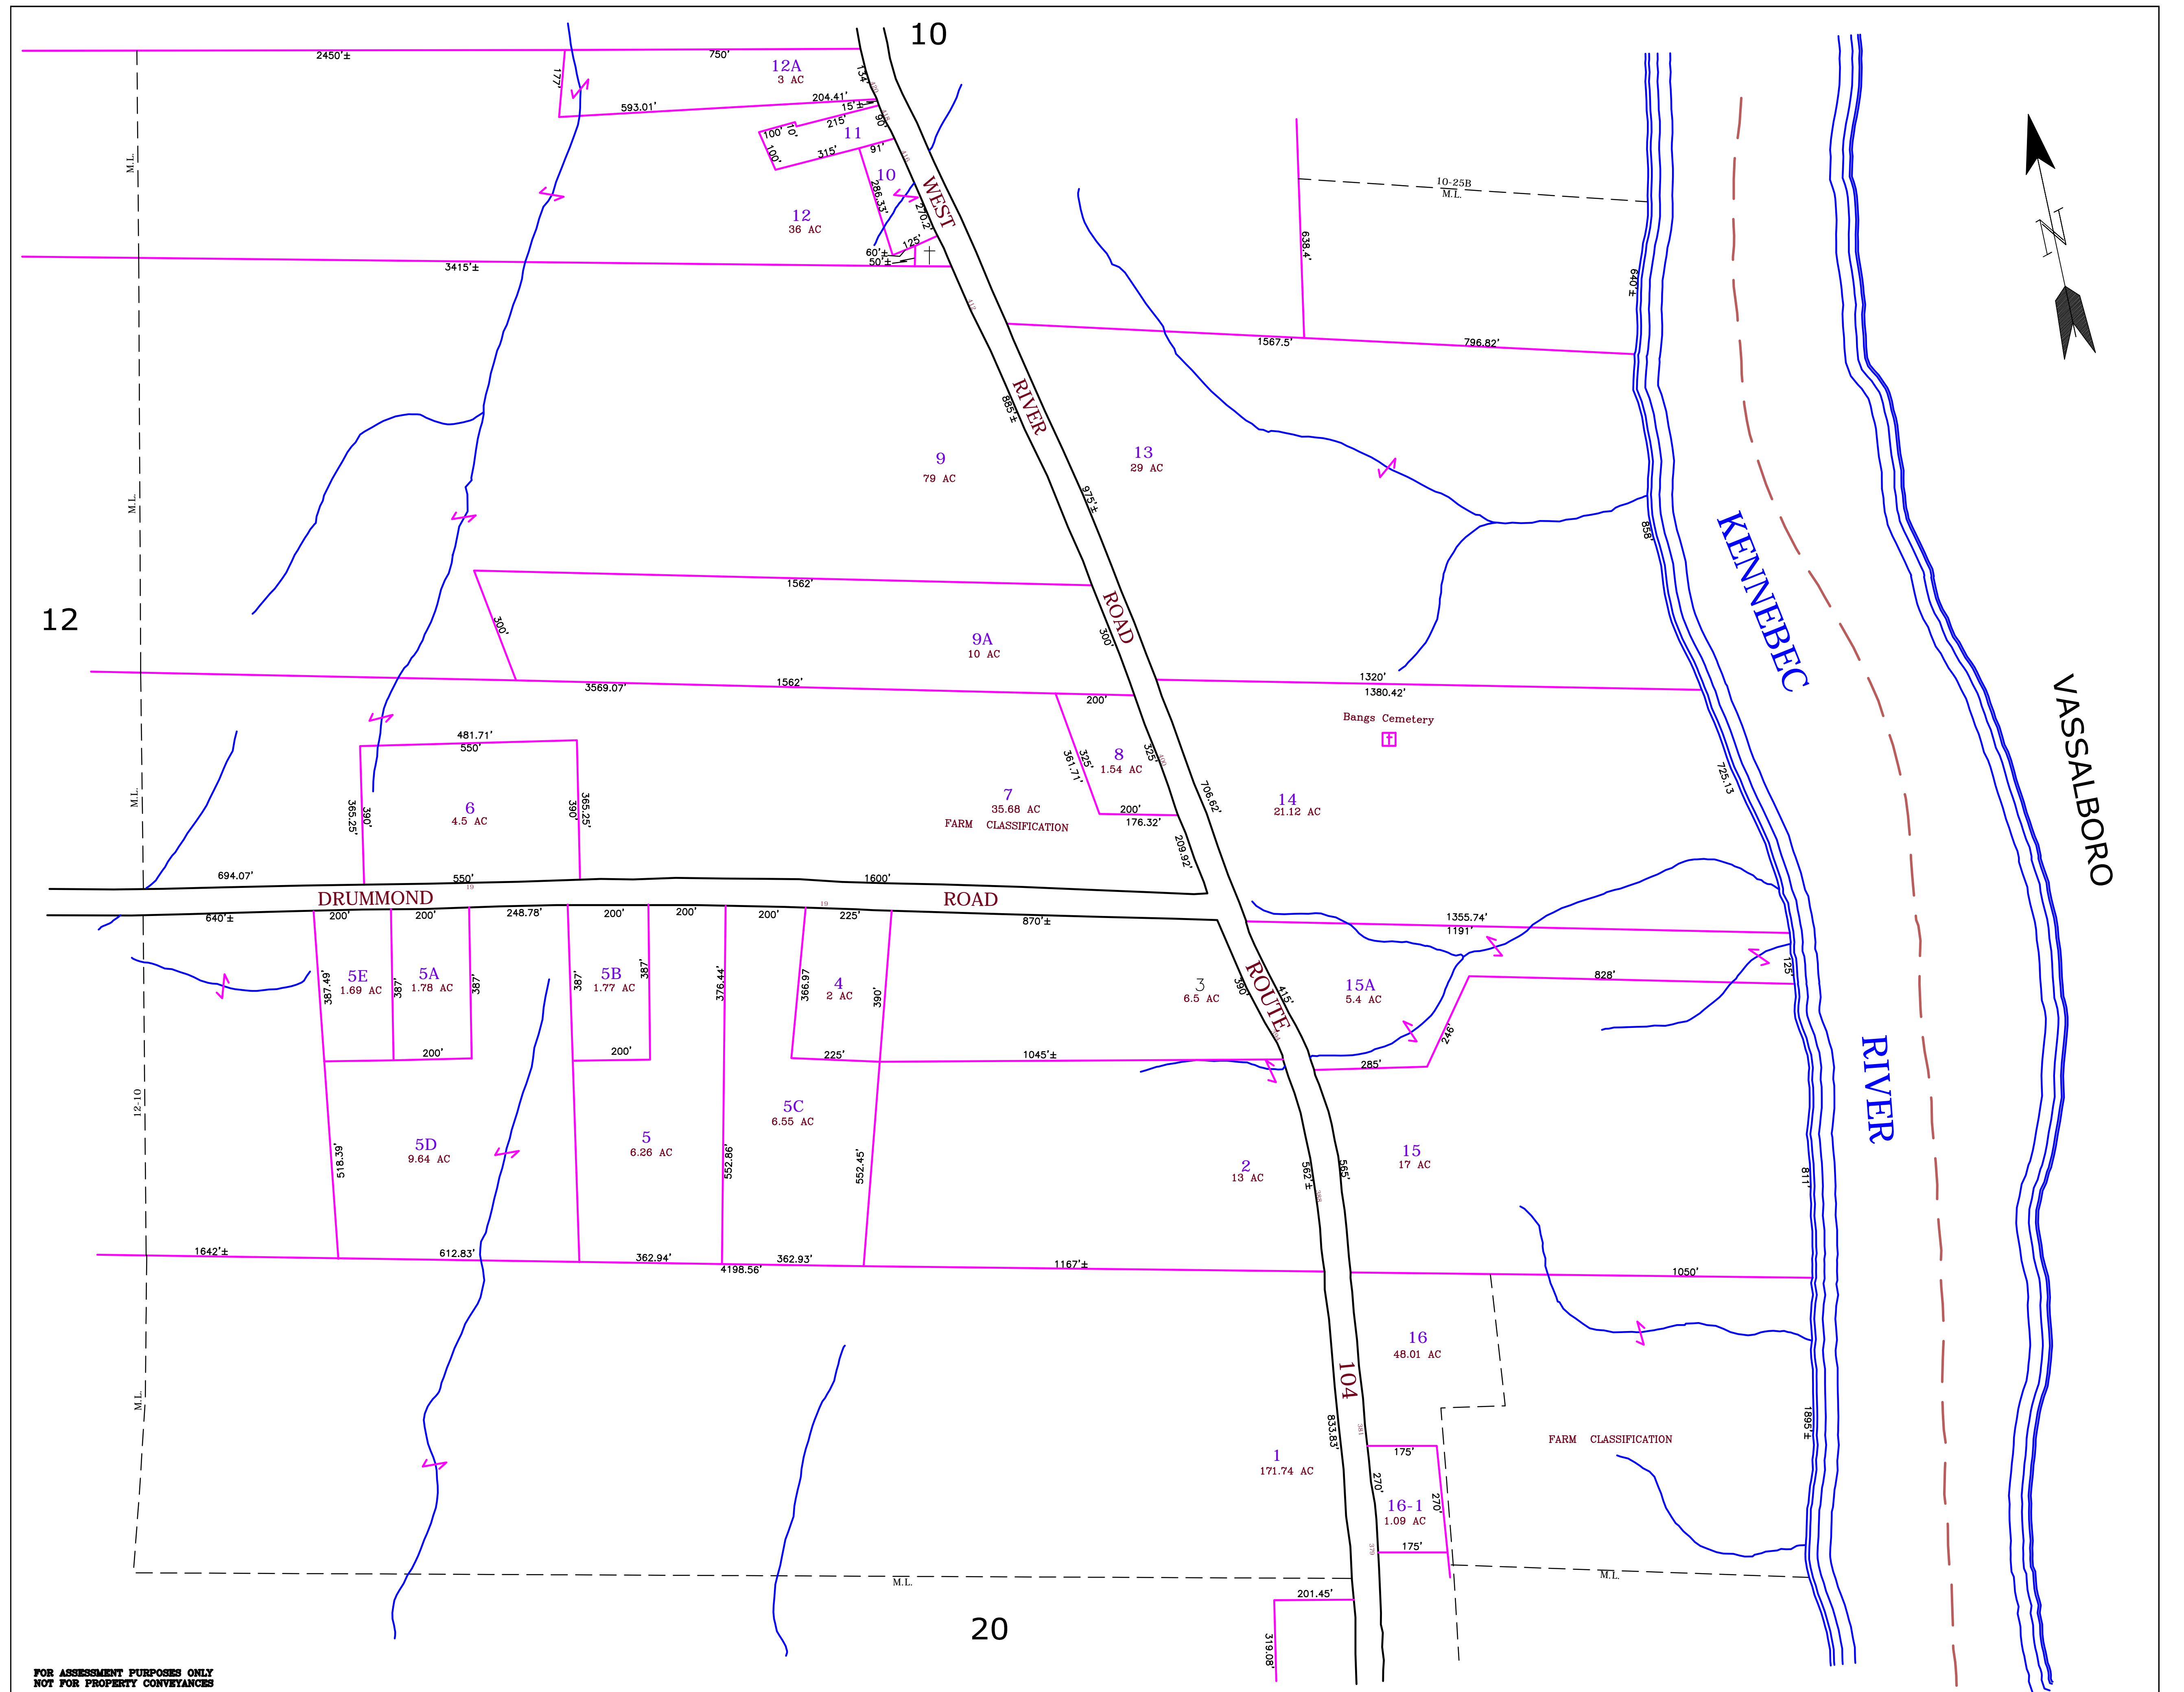 10
2450'±
750'
12A
3 AC
177'
134'
420
593.01'
204.41'
15'±
418
90'
100'
10'
215'
11
100'
315'
91'
416
M.L.
10
286.33'
270.2'
WEST
12
36 AC
125'
60'±
50'±
3415'±
412
10-25B
M.L.
638.4'
640'±
1567.5'
796.82'
N
RIVER
885'±
9
79 AC
13
29 AC
M.L.
975'±
858'
KENNEBEC
12
1562'
300'
ROAD
300'
9A
10 AC
3569.07'
1562'
200'
1320'
1380.42'
Bangs Cemetery
VASSALBORO
481.71'
550'
365.25'
390'
390'
365.25'
6
4.5 AC
M.L.
361.71'
325'
8
1.54 AC
325'
400
706.62'
725.13
7
35.68 AC
FARM CLASSIFICATION
200'
176.32'
209.92'
14
21.12 AC
694.07'
550'
19
1600'
DRUMMOND
ROAD
640'±
200'
200'
248.78'
200'
200'
200'
19
225'
870'±
1355.74'
1191'
387.49'
5E
1.69 AC
387'
5A
1.78 AC
387'
387'
5B
1.77 AC
387'
376.44'
366.97
4
2 AC
390'
3
6.5 AC
390'
ROUTE
415'
15A
5.4 AC
828'
125'
246'
285'
200'
200'
225'
1045'±
RIVER
12-10
518.39'
5D
9.64 AC
5
6.26 AC
552.86'
5C
6.55 AC
552.45'
2
13 AC
562'±
388
565'
15
17 AC
811'
1642'±
612.83'
362.94'
4198.56'
362.93'
1167'±
1050'
16
48.01 AC
M.L.
104
833.83'
381
FARM CLASSIFICATION
1895'±
1
171.74 AC
175'
270'
270'
16-1
1.09 AC
379
175'
M.L.
M.L.
201.45'
319.08'
20
FOR ASSESSMENT PURPOSES ONLY
NOT FOR PROPERTY CONVEYANCES